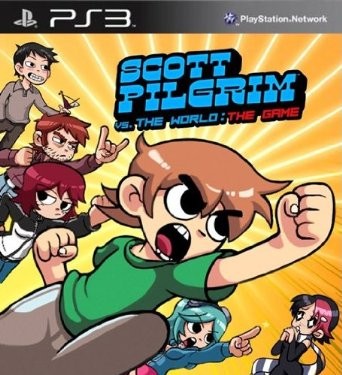 PS3
PlayStation®Network
SCOTT
PILGRIM
VS. THE WORLD: THE GAME